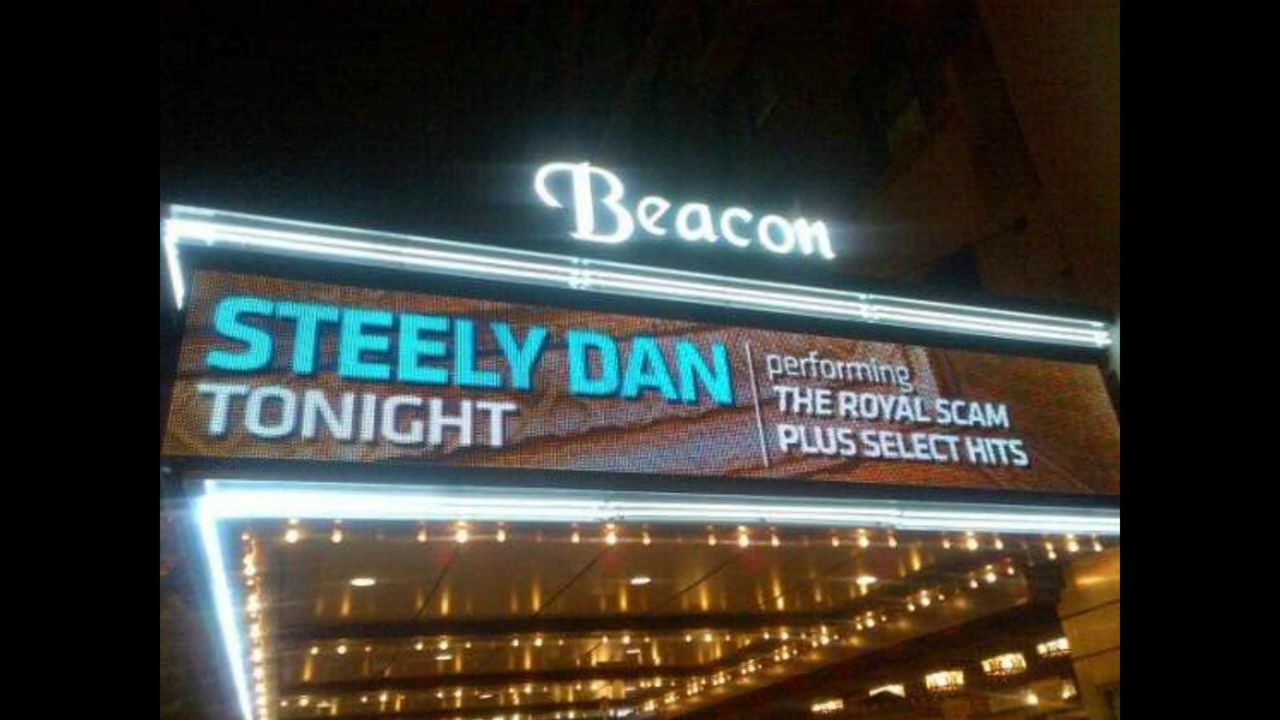 Beacon
STEELY DAN
TONIGHT
performing
THE ROYAL SCAM
PLUS SELECT HITS